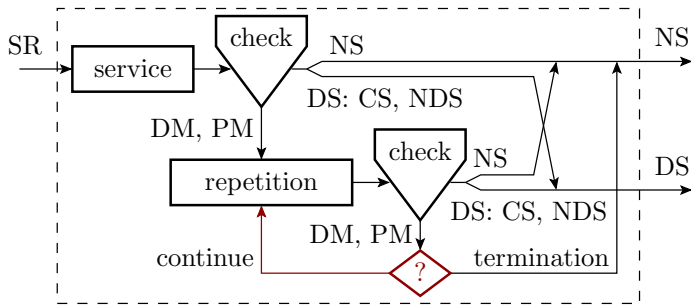 SR
service
check
NS
NS
DS: CS, NDS
DM, PM
check
repetition
NS
DS
DS: CS, NDS
DM, PM
continue
?
termination